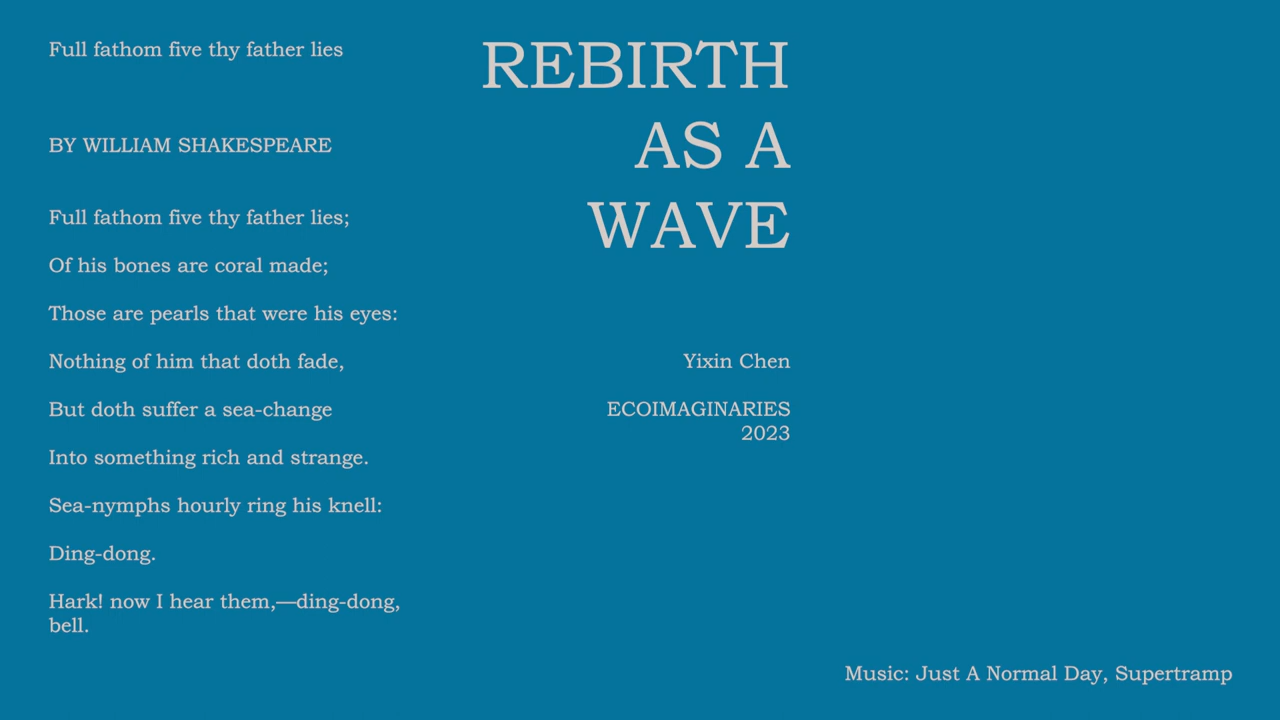 Full fathom five thy father lies
BY WILLIAM SHAKESPEARE
Full fathom five thy father lies;
Of his bones are coral made;
Those are pearls that were his eyes:
Nothing of him that doth fade,
But doth suffer a sea-change
Into something rich and strange.
Sea-nymphs hourly ring his knell:
Ding-dong.
Hark! now I hear them,—ding-dong,
bell.
REBIRTH
AS A
WAVE
Yixin Chen
ECOIMAGINARIES
2023
Music: Just A Normal Day, Supertramp